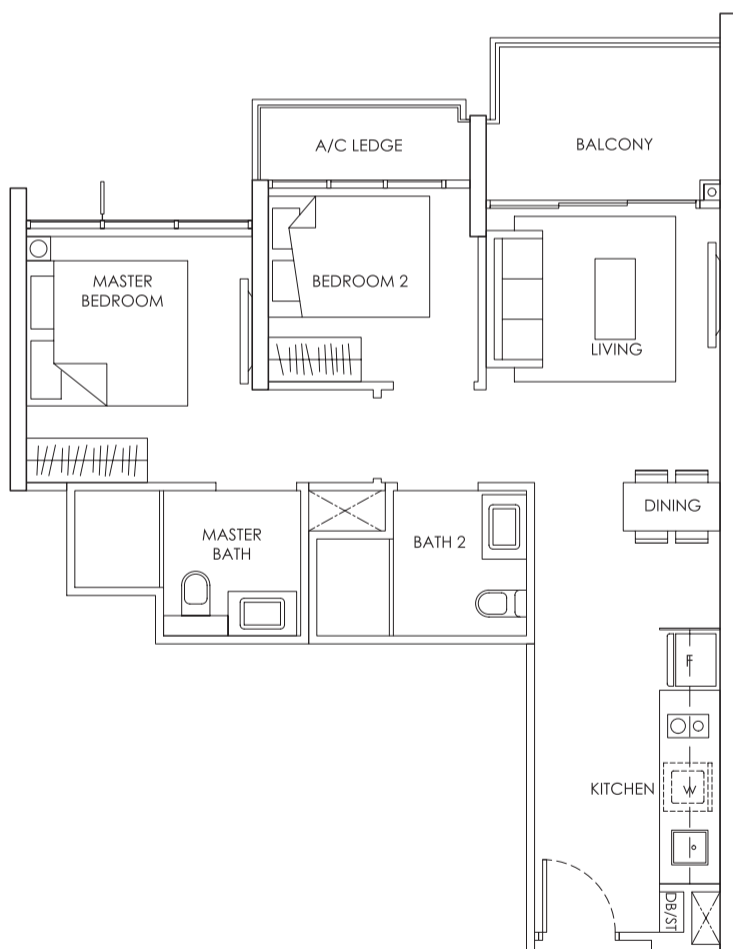 A/C LEDGE
BALCONY
MASTER
BEDROOM
BEDROOM 2
LIVING
MASTER
BATH
BATH 2
DINING
F
KITCHEN
W
DB/ST